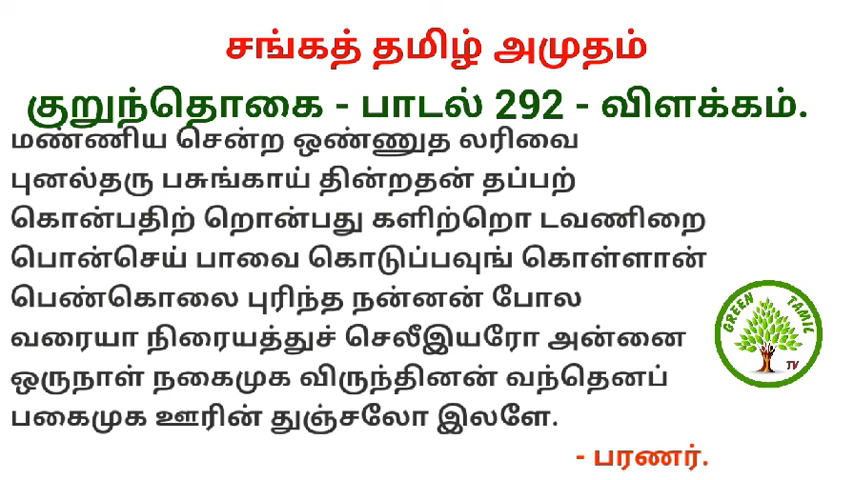 சங்கத் தமிழ் அமுதம்
குறுந்தொகை - பாடல் 292 - விளக்கம்.
மண்ணிய சென்ற ஒண்ணுத லரிவை
புனல்தரு பசுங்காய் தின்றதன் தப்பற்
கொன்பதிற் றொன்பது களிற்றொ டவணிறை
பொன்செய் பாவை கொடுப்பவுங் கொள்ளான்
பெண்கொலை புரிந்த நன்னன் போல
வரையா நிரையத்துச் செலீஇயரோ அன்னை
ஒருநாள் நகைமுக விருந்தினன் வந்தெனப்
பகைமுக ஊரின் துஞ்சலோ இலளே.
- பரணர்.
GREEN TAMIL TV